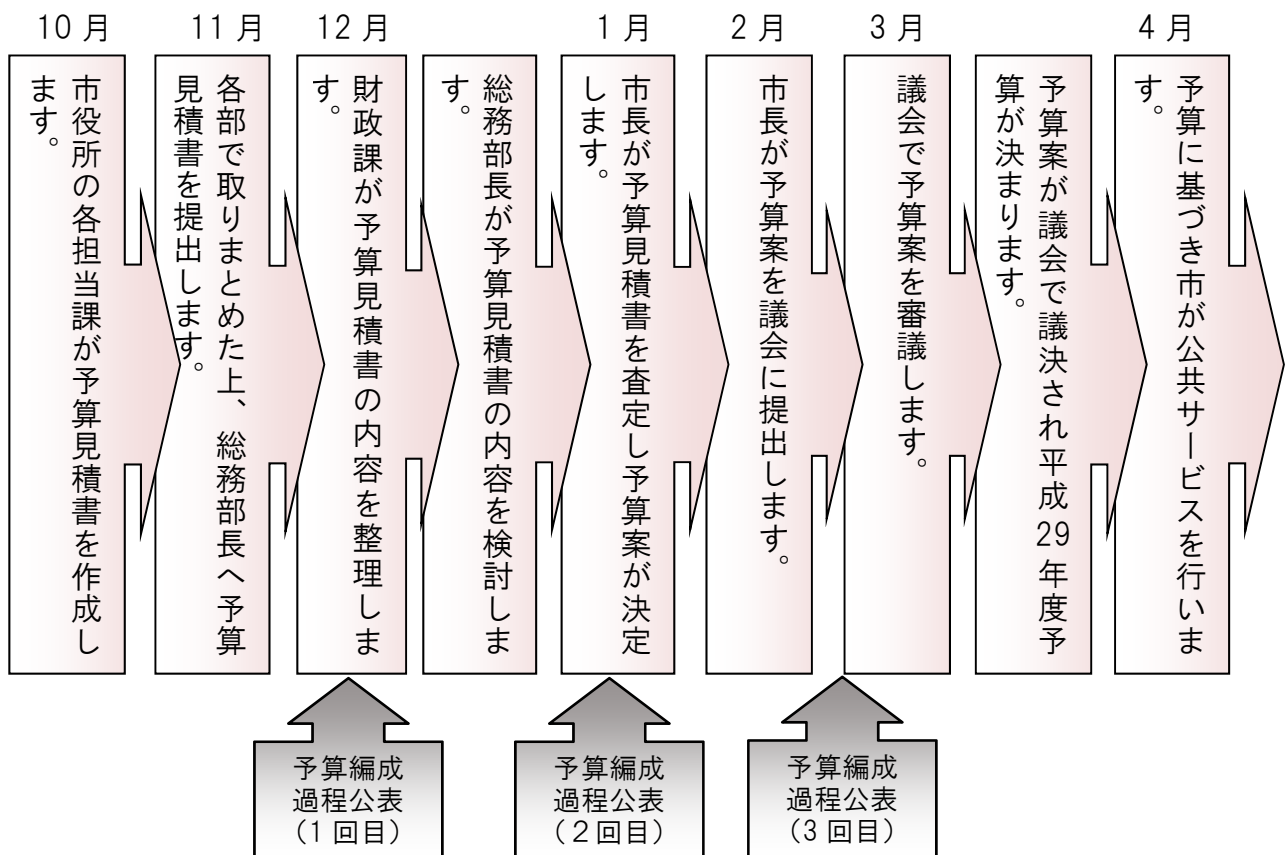 10 月
11 月
12 月
1 月
2 月
3 月
4 月
市役所の各担当課が予算見積書を作成し
ます。
各部で取りまとめた上、総務部長へ予算
見積書を提出します。
財政課が予算見積書の内容を整理しま
す。
総務部長が予算見積書の内容を検討しま
す。
市長が予算見積書を査定し予算案が決定
します。
市長が予算案を議会に提出します。
議会で予算案を審議します。
予算案が議会で議決され平成 29 年度予
算が決まります。
予算に基づき市が公共サービスを行いま
す。
予算編成
過程公表
（1 回目）
予算編成
過程公表
（２回目）
予算編成
過程公表
（3 回目）